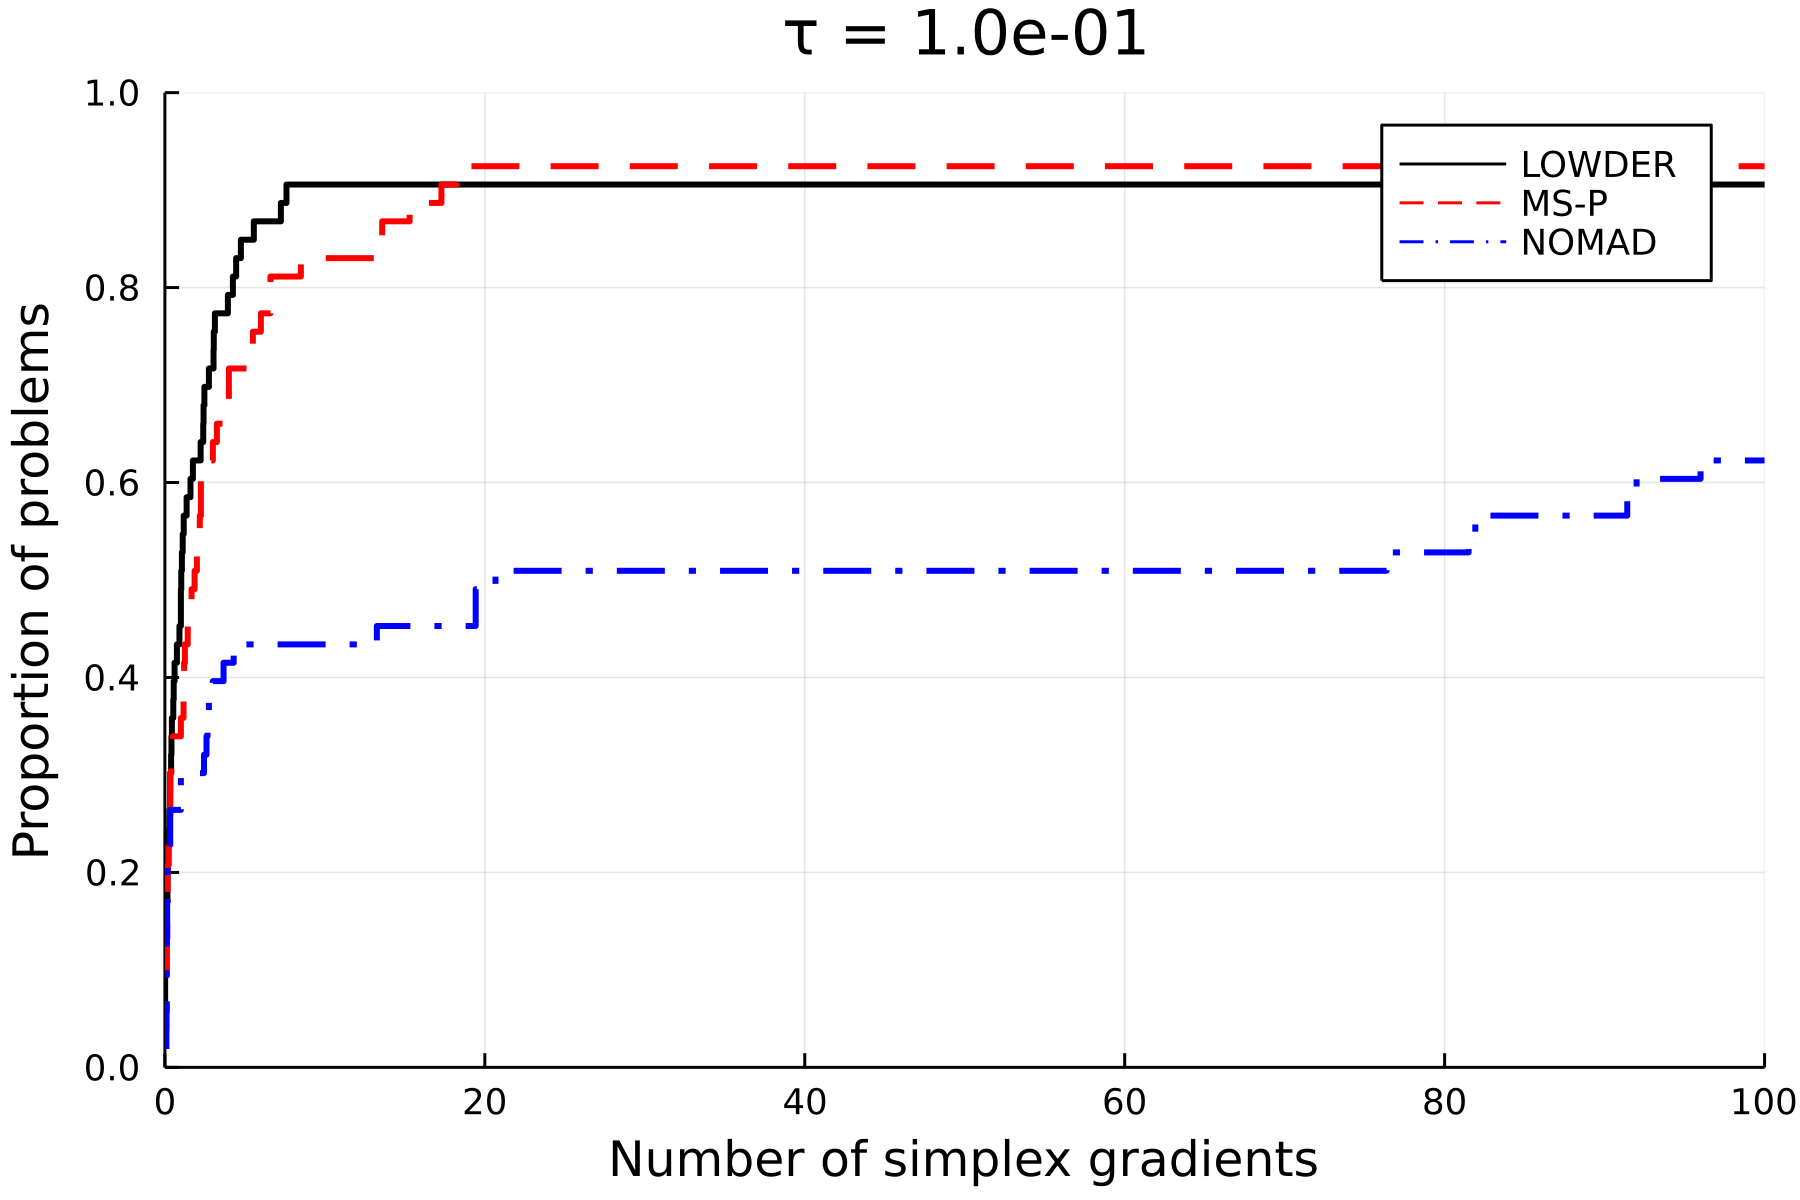 τ = 1.0e-01
1.0
0.8
0.6
0.4
0.2
0.0
Proportion of problems
LOWDER
MS-P
NOMAD
0 20 40 60 80 100
Number of simplex gradients